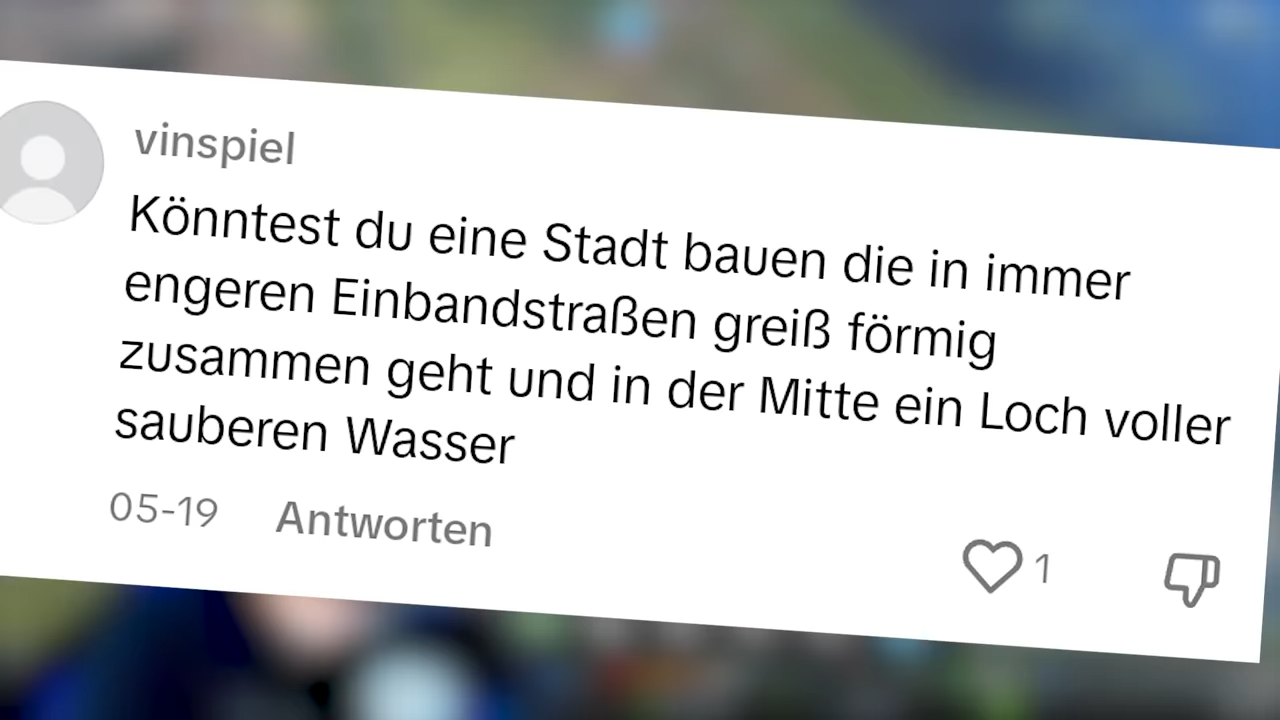 vinspiel
Könntest du eine Stadt bauen die in immer
engeren Einbandstraßen greiß förmig
zusammen geht und in der Mitte ein Loch voller
sauberen Wasser
05-19 Antworten
1